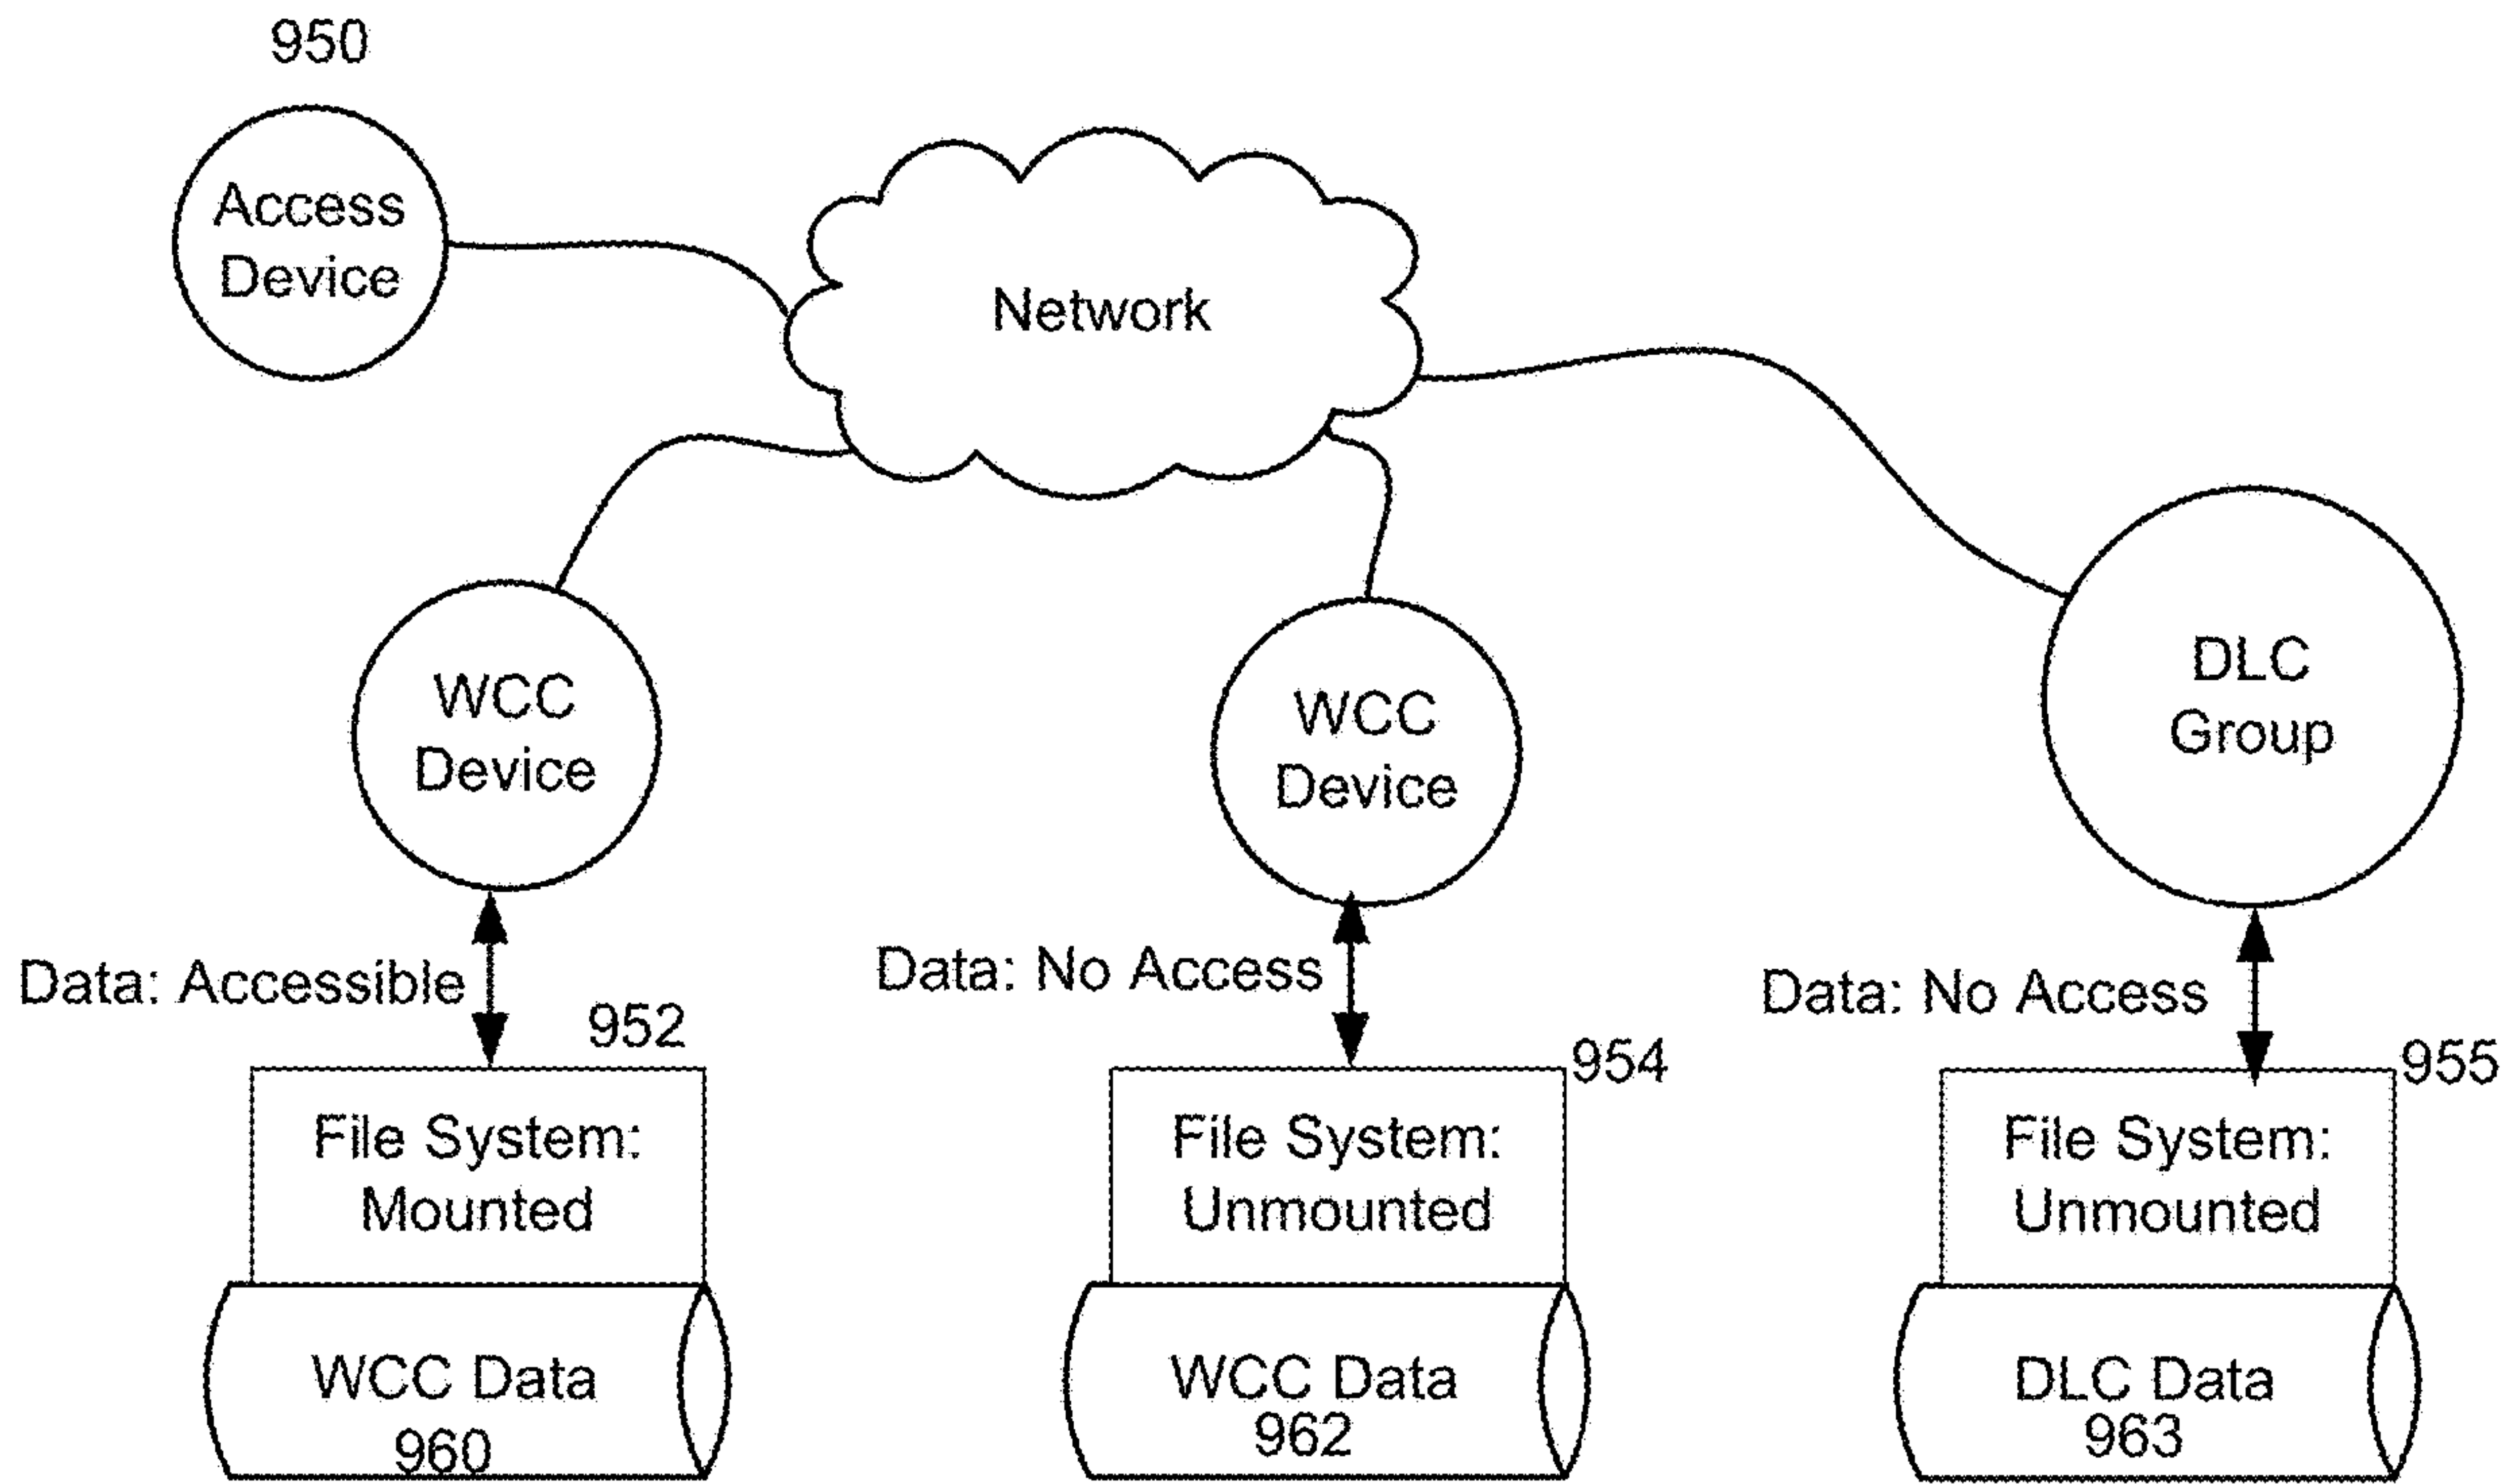 950
Access
Device
Network
WCC
Device
WCC
Device
DLC
Group
Data: Accessible
Data: No Access
Data: No Access
952
954
955
File System:
Mounted
File System:
Unmounted
File System:
Unmounted
WCC Data
960
WCC Data
962
DLC Data
963